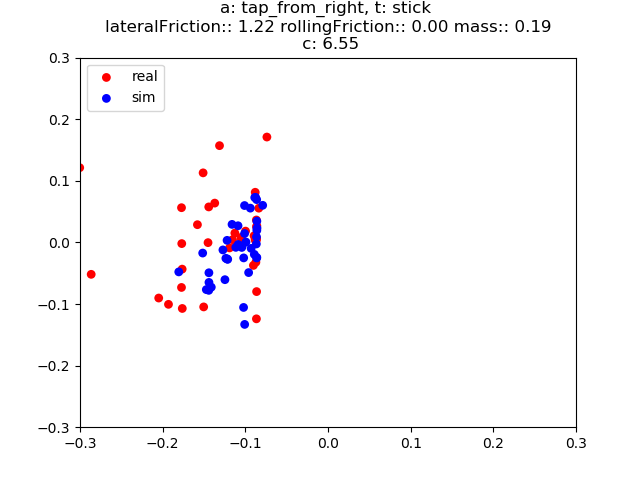 a: tap_from_right, t: stick
lateralFriction:: 1.22 rollingFriction:: 0.00 mass:: 0.19
c: 6.55
real
sim
0.3
0.2
0.1
0.0
−0.1
−0.2
−0.3
−0.3
−0.2
−0.1
0.0
0.1
0.2
0.3